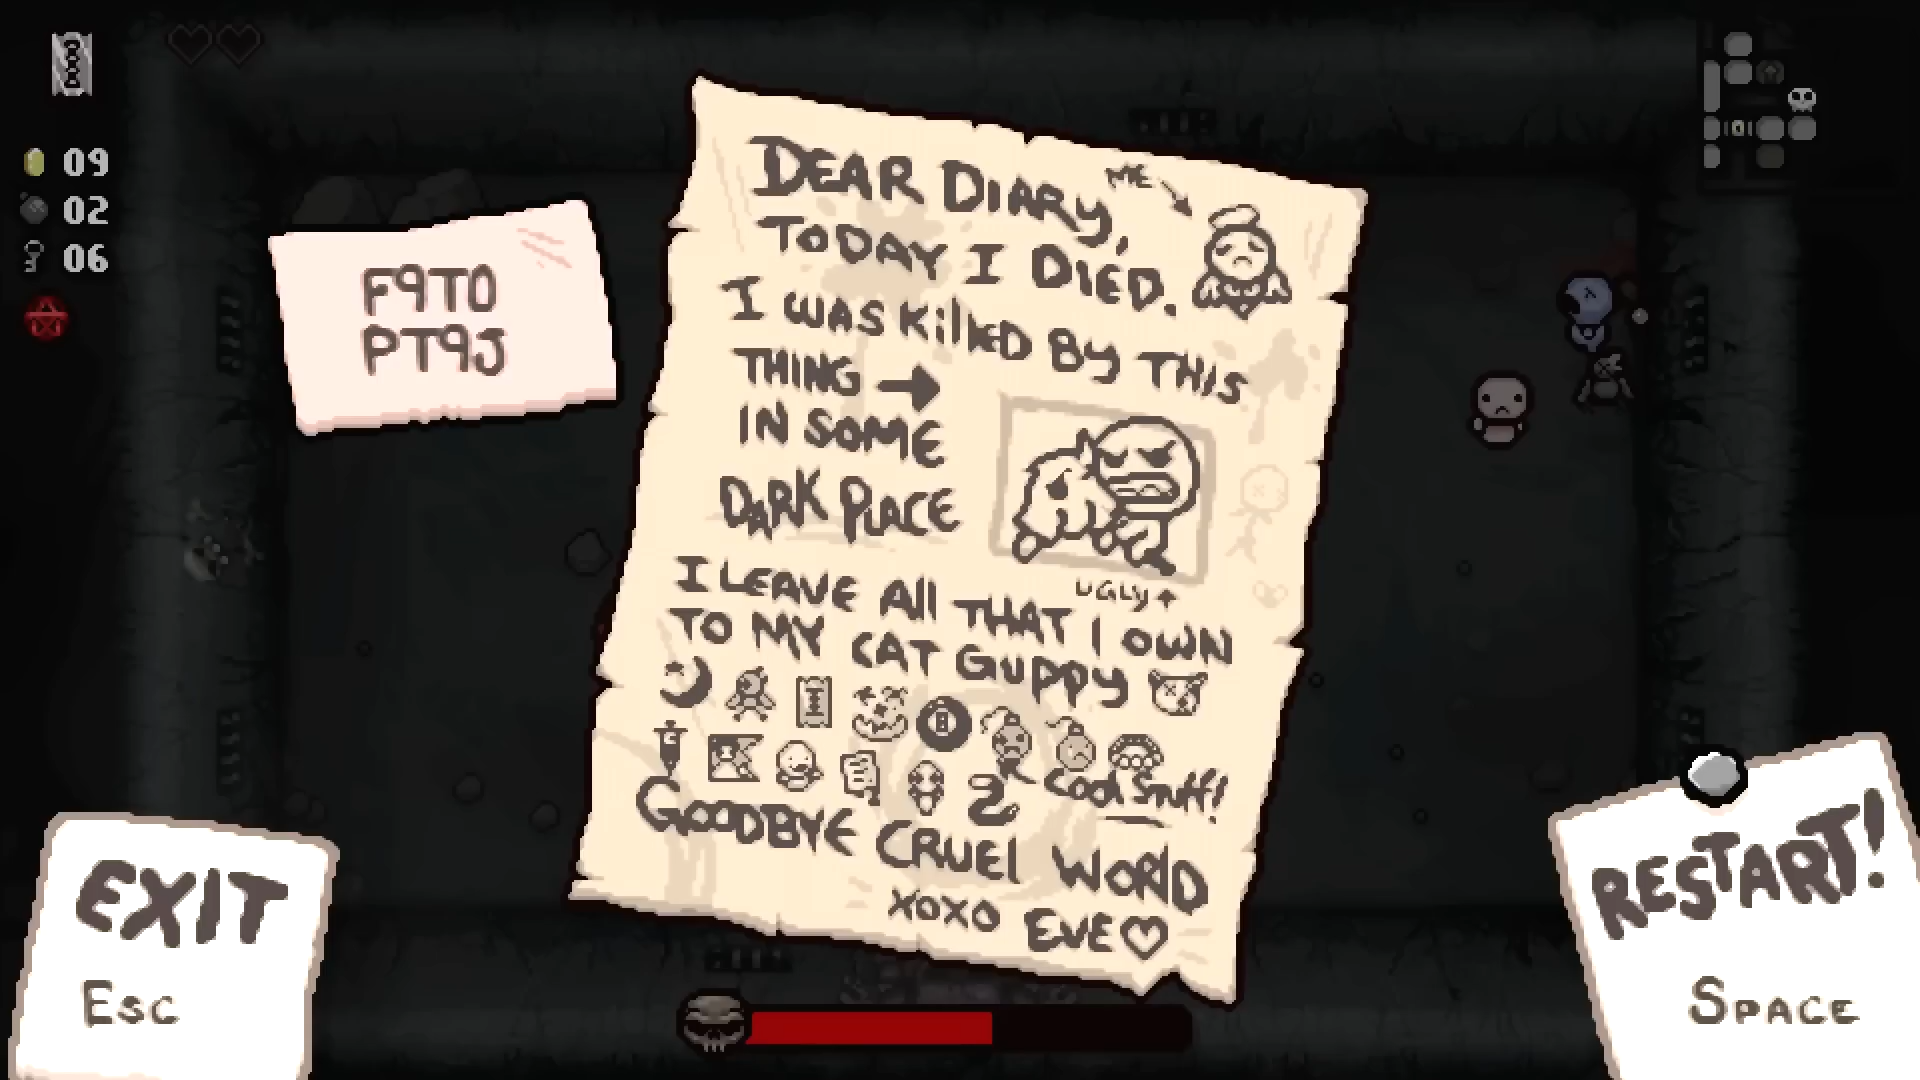 09
02
06
F9T0
PT9J
DEAR DIARY,
ME
TODAY I DIED.
I WAS KILLED BY THIS
THING →
IN SOME
DARK PLACE
UGLY ↑
I LEAVE All THAT I OWN
TO MY CAT GUPPY
COOL STUFF!
GOODBYE CRUEL WORLD
XOXO EVE♡
EXIT
Esc
RESTART!
SPACE